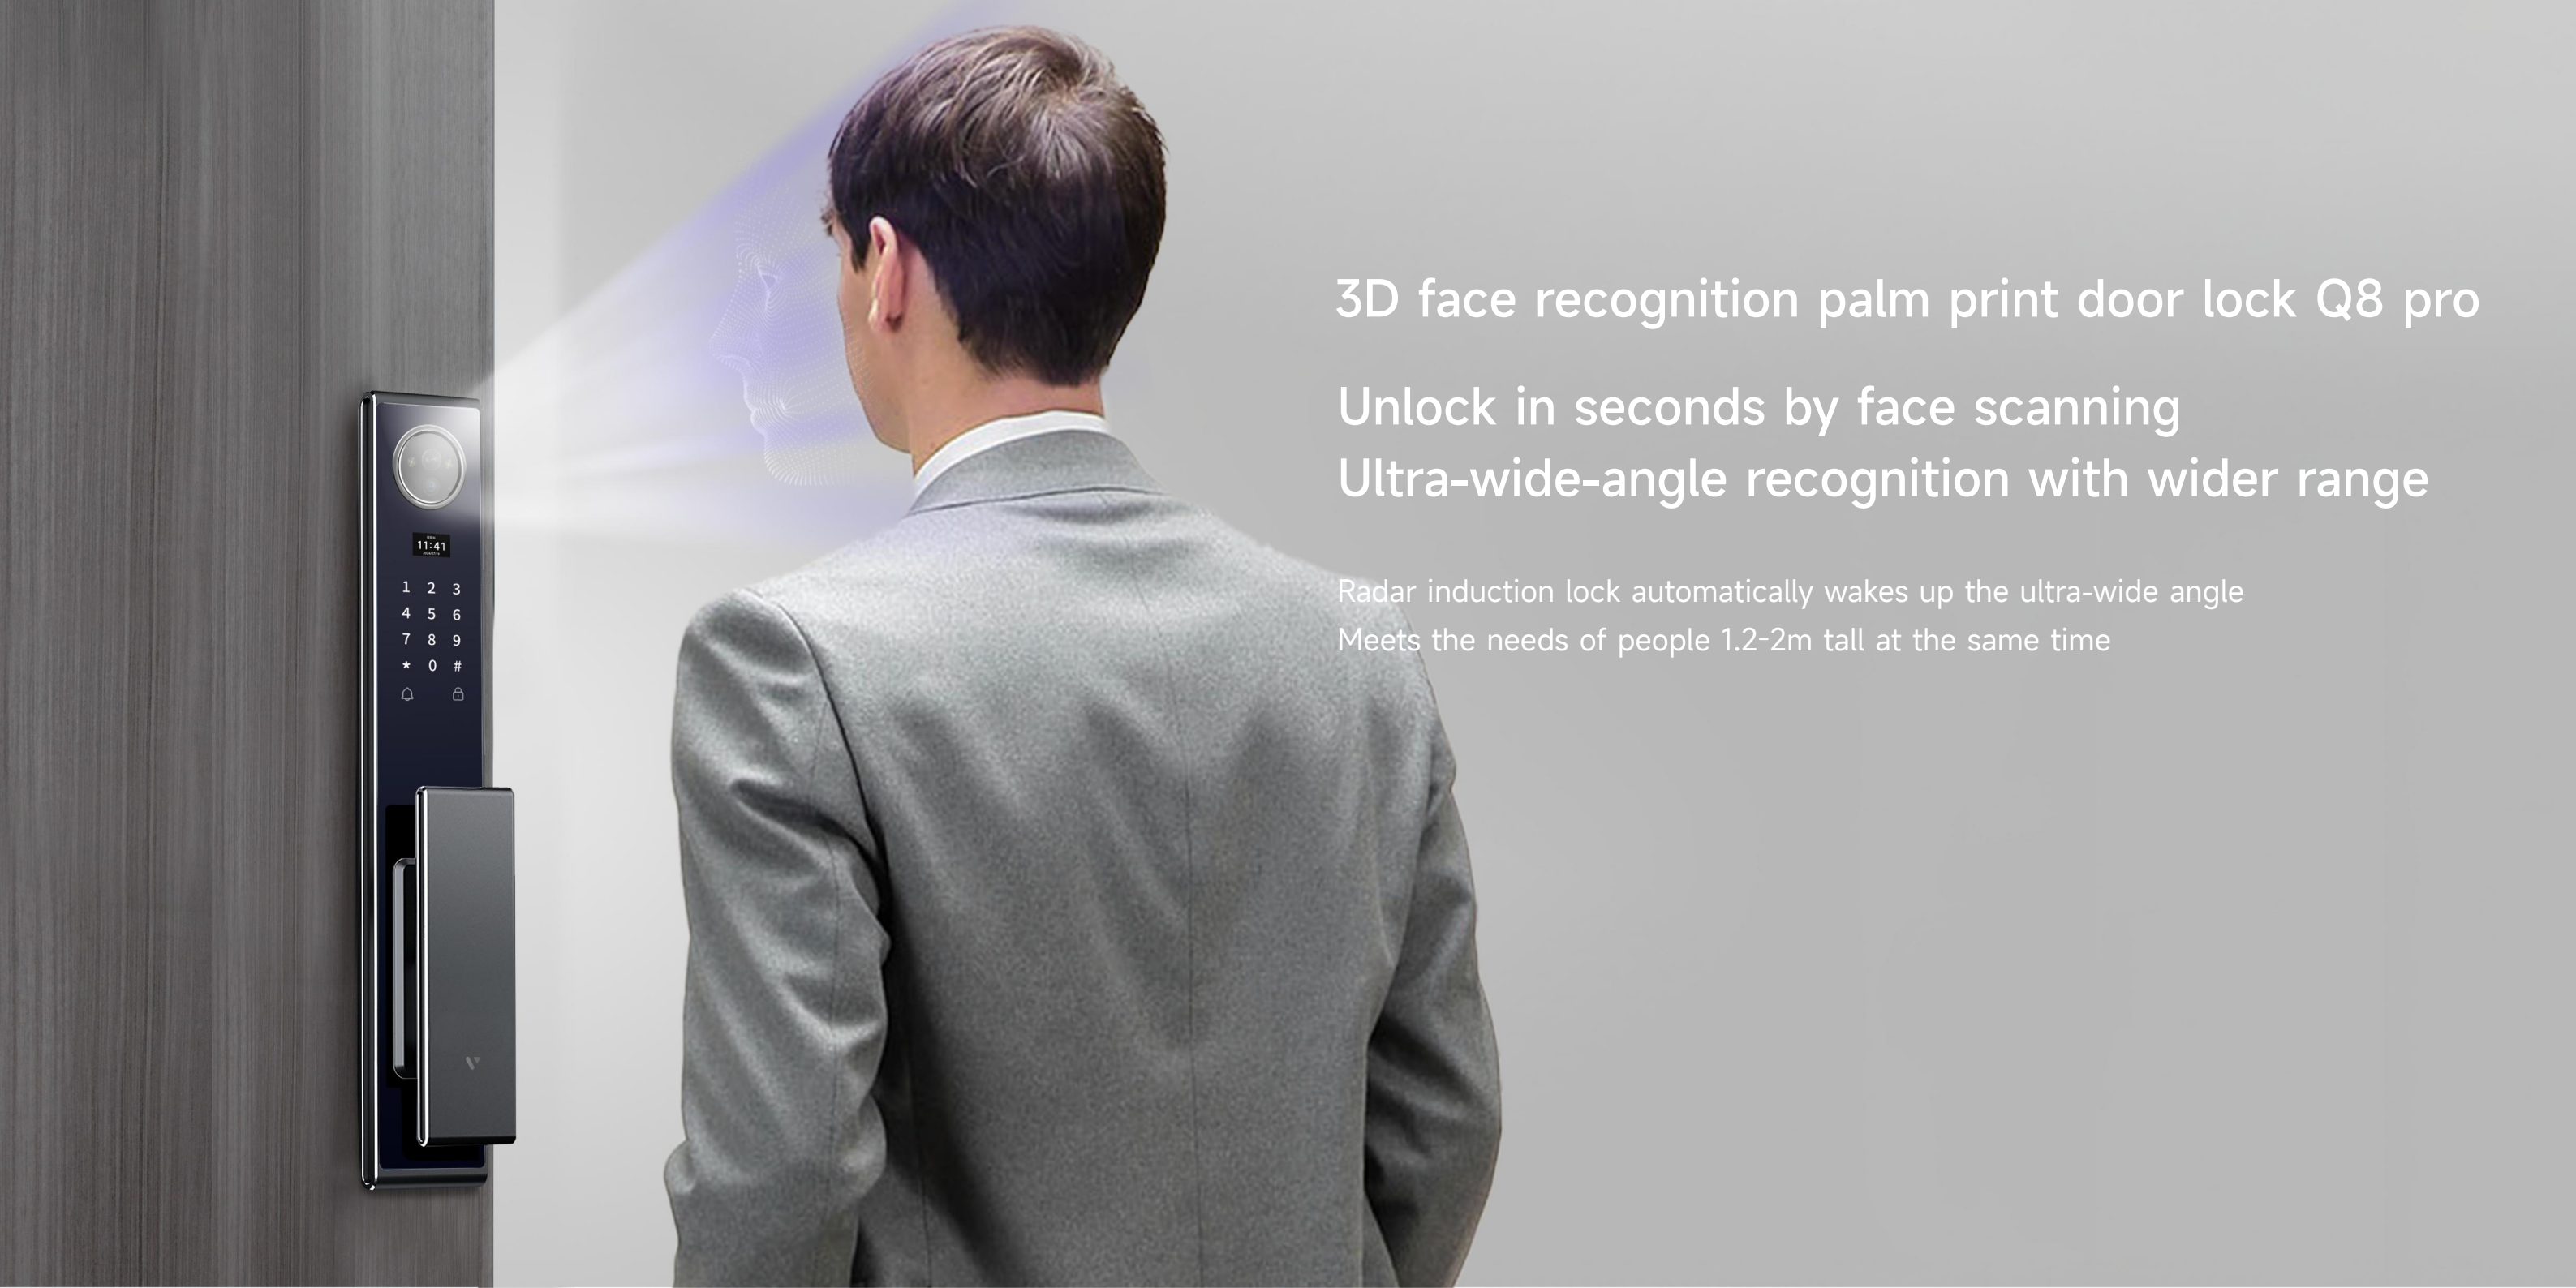 3D face recognition palm print door lock Q8 pro
Unlock in seconds by face scanning
Ultra-wide-angle recognition with wider range
Radar induction lock automatically wakes up the ultra-wide angle
Meets the needs of people 1.2-2m tall at the same time
11:41
1 2 3
4 5 6
7 8 9
* 0 #